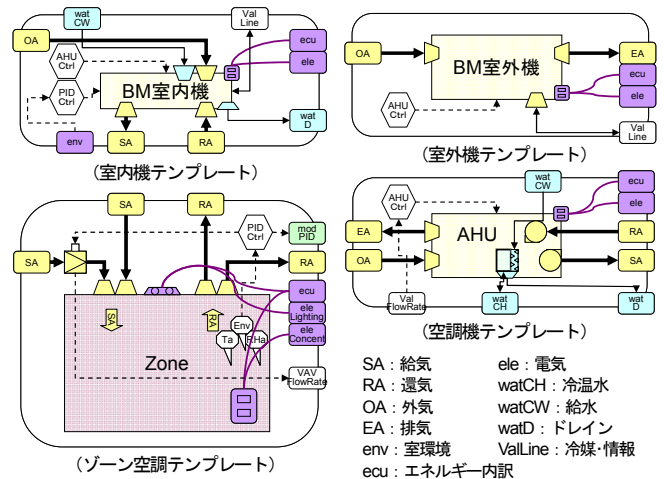 wat
CW
Val
Line
OA
AHU
Ctrl
PID
Ctrl
BM室内機
ecu
ele
wat
D
env
SA
RA
(室内機テンプレート)
OA
BM室外機
EA
ecu
ele
AHU
Ctrl
Val
Line
(室外機テンプレート)
SA
RA
SA
PID
Ctrl
mod
PID
RA
ecu
ele
Lighting
ele
Concent
SA
RA
Env
Ta
RHa
Zone
VAV
FlowRate
(ゾーン空調テンプレート)
wat
CW
AHU
Ctrl
ecu
ele
EA
OA
AHU
RA
SA
Val
FlowRate
wat
CH
wat
D
(空調機テンプレート)
SA:給気
RA:還気
OA:外気
EA:排気
env:室環境
ecu:エネルギー内訳
ele:電気
watCH:冷温水
watCW:給水
watD:ドレイン
ValLine:冷媒・情報